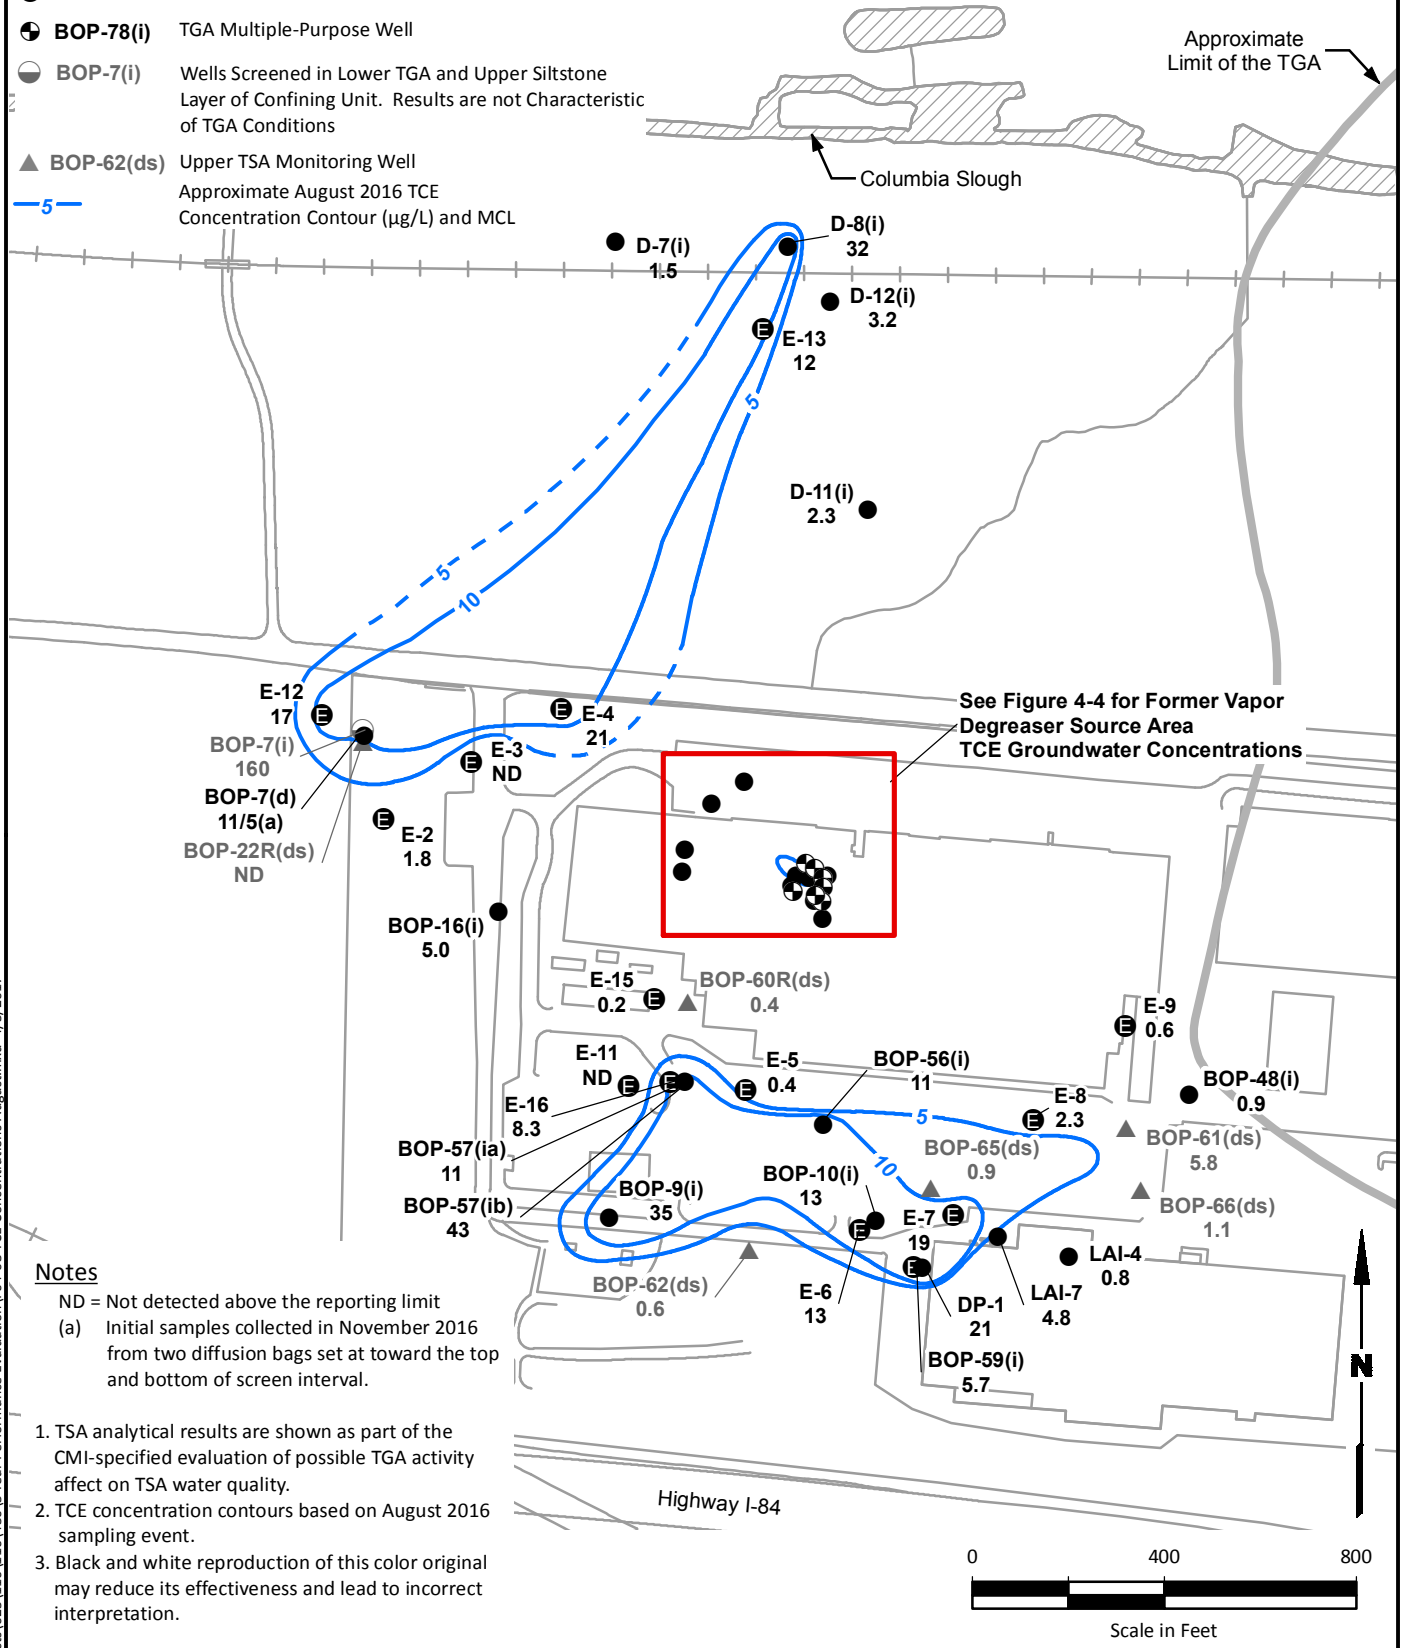 BOP-78(i) TGA Multiple-Purpose Well
BOP-7(i) Wells Screened in Lower TGA and Upper Siltstone
Layer of Confining Unit. Results are not Characteristic
of TGA Conditions
BOP-62(ds) Upper TSA Monitoring Well
5 Approximate August 2016 TCE
Concentration Contour (µg/L) and MCL
Approximate
Limit of the TGA
Columbia Slough
D-7(i)
1.5
D-8(i)
32
D-12(i)
3.2
E
E-13
12
5
D-11(i)
2.3
5
10
E-12
17
E
E
E-4
21
BOP-7(i)
160
E
E-3
ND
BOP-7(d)
11/5(a)
BOP-22R(ds)
ND
E
E-2
1.8
BOP-16(i)
5.0
See Figure 4-4 for Former Vapor
Degreaser Source Area
TCE Groundwater Concentrations
E-15
0.2
E
BOP-60R(ds)
0.4
E
E-9
0.6
E-11
ND
E
E
E-5
0.4
E
BOP-56(i)
11
BOP-48(i)
0.9
E-8
2.3
E
E-16
8.3
5
BOP-61(ds)
5.8
BOP-57(ia)
11
10
BOP-65(ds)
0.9
BOP-66(ds)
1.1
BOP-57(ib)
43
BOP-9(i)
35
BOP-10(i)
13
E
E-7
19
E
E
LAI-4
0.8
BOP-62(ds)
0.6
E-6
13
DP-1
21
LAI-7
4.8
BOP-59(i)
5.7
Notes
ND = Not detected above the reporting limit
(a) Initial samples collected in November 2016
from two diffusion bags set at toward the top
and bottom of screen interval.
1. TSA analytical results are shown as part of the
CMI-specified evaluation of possible TGA activity
affect on TSA water quality.
2. TCE concentration contours based on August 2016
sampling event.
3. Black and white reproduction of this color original
may reduce its effectiveness and lead to incorrect
interpretation.
Highway I-84
N
0 400 800
Scale in Feet